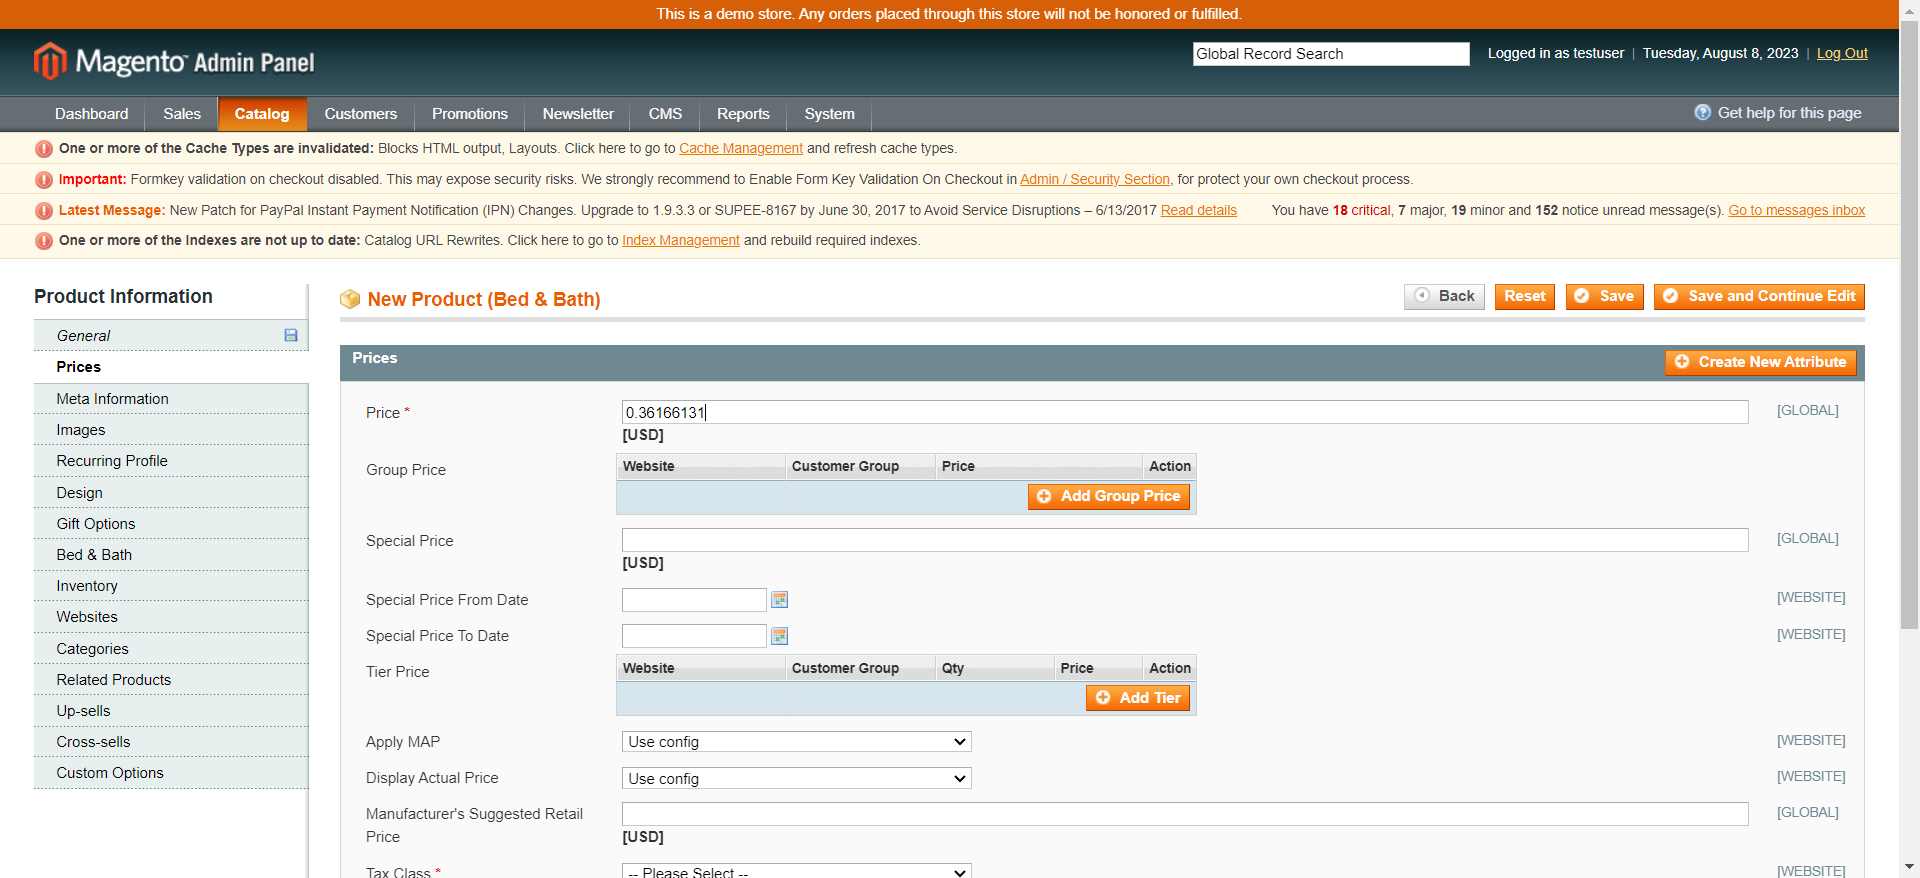 This is a demo store. Any orders placed through this store will not be honored or fulfilled.
Magento Admin Panel
Global Record Search
Logged in as testuser | Tuesday, August 8, 2023 | Log Out
Dashboard Sales Catalog Customers Promotions Newsletter CMS Reports System
Get help for this page
One or more of the Cache Types are invalidated: Blocks HTML output, Layouts. Click here to go to Cache Management and refresh cache types.
Important: Formkey validation on checkout disabled. This may expose security risks. We strongly recommend to Enable Form Key Validation On Checkout in Admin / Security Section, for protect your own checkout process.
Latest Message: New Patch for PayPal Instant Payment Notification (IPN) Changes. Upgrade to 1.9.3.3 or SUPEE-8167 by June 30, 2017 to Avoid Service Disruptions – 6/13/2017 Read details You have 18 critical, 7 major, 19 minor and 152 notice unread message(s). Go to messages inbox
One or more of the Indexes are not up to date: Catalog URL Rewrites. Click here to go to Index Management and rebuild required indexes.
Product Information
General
Prices
Meta Information
Images
Recurring Profile
Design
Gift Options
Bed & Bath
Inventory
Websites
Categories
Related Products
Up-sells
Cross-sells
Custom Options
New Product (Bed & Bath)
Back Reset Save Save and Continue Edit
Prices
Create New Attribute
Price * 0.36166131 [GLOBAL]
[USD]
Group Price
Website Customer Group Price Action
Add Group Price
Special Price [GLOBAL]
[USD]
Special Price From Date [WEBSITE]
Special Price To Date [WEBSITE]
Tier Price
Website Customer Group Qty Price Action
Add Tier
Apply MAP Use config [WEBSITE]
Display Actual Price Use config [WEBSITE]
Manufacturer's Suggested Retail Price [GLOBAL]
[USD]
Tax Class * -- Please Select -- [WEBSITE]